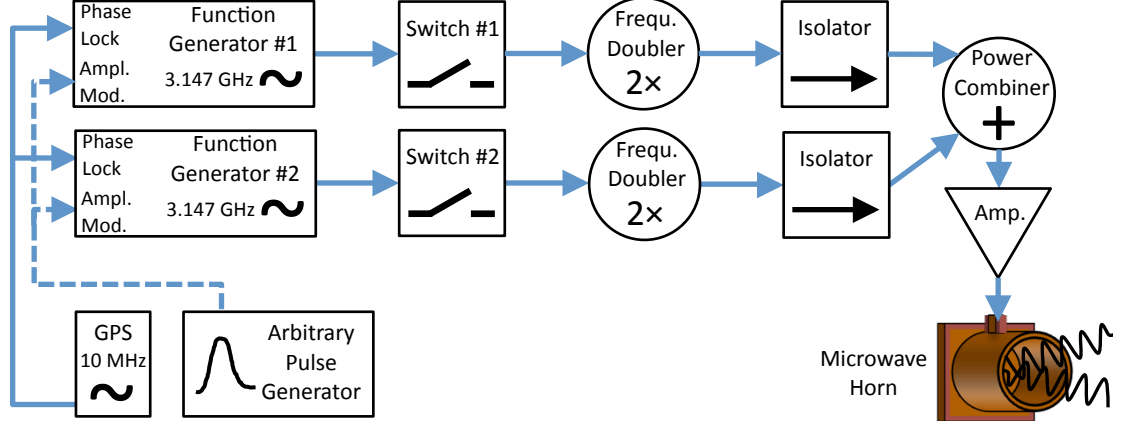 Phase
Lock
Ampl.
Mod.
Function
Generator #1
3.147 GHz
Switch #1
Frequ.
Doubler
2×
Isolator
Power
Combiner
+
Phase
Lock
Ampl.
Mod.
Function
Generator #2
3.147 GHz
Switch #2
Frequ.
Doubler
2×
Isolator
Amp.
GPS
10 MHz
Arbitrary
Pulse
Generator
Microwave
Horn